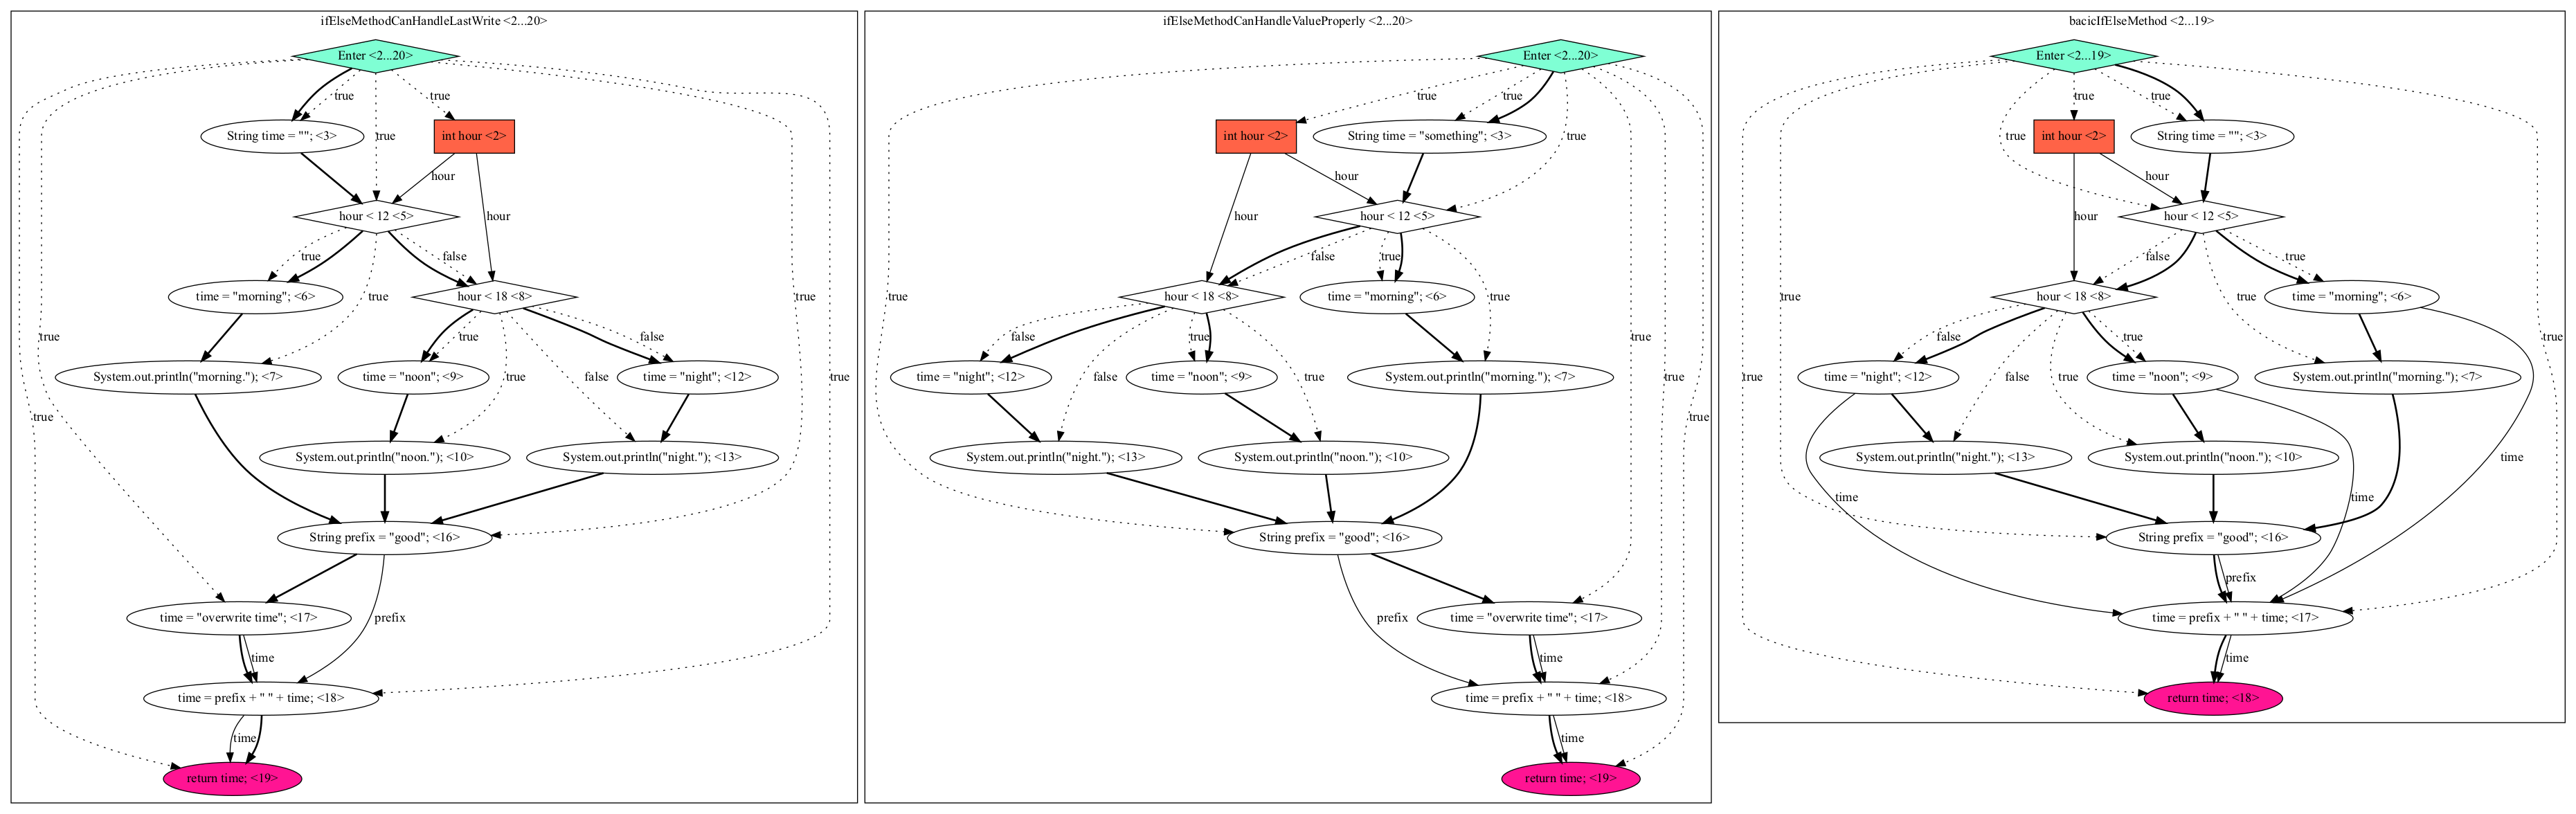 ifElseMethodCanHandleLastWrite <2...20>
Enter <2...20>
true
true
true
true
String time = ""; <3>
int hour <2>
hour
hour
hour < 12 <5>
true
false
true
time = "morning"; <6>
hour < 18 <8>
true
true
false
true
true
true
false
System.out.println("morning."); <7>
time = "noon"; <9>
time = "night"; <12>
true
System.out.println("noon."); <10>
System.out.println("night."); <13>
String prefix = "good"; <16>
time = "overwrite time"; <17>
prefix
time
time = prefix + " " + time; <18>
time
return time; <19>
ifElseMethodCanHandleValueProperly <2...20>
Enter <2...20>
true
true
true
int hour <2>
String time = "something"; <3>
hour
hour
hour < 12 <5>
false
true
true
true
hour < 18 <8>
time = "morning"; <6>
false
true
true
time = "night"; <12>
time = "noon"; <9>
System.out.println("morning."); <7>
false
true
true
true
System.out.println("night."); <13>
System.out.println("noon."); <10>
String prefix = "good"; <16>
prefix
time = "overwrite time"; <17>
time
time = prefix + " " + time; <18>
time
return time; <19>
bacicIfElseMethod <2...19>
Enter <2...19>
true
true
true
int hour <2>
String time = ""; <3>
hour
hour
hour < 12 <5>
false
true
true
true
hour < 18 <8>
time = "morning"; <6>
false
true
true
time = "night"; <12>
time = "noon"; <9>
System.out.println("morning."); <7>
true
false
true
System.out.println("night."); <13>
System.out.println("noon."); <10>
time
time
time
String prefix = "good"; <16>
prefix
time = prefix + " " + time; <17>
time
return time; <18>